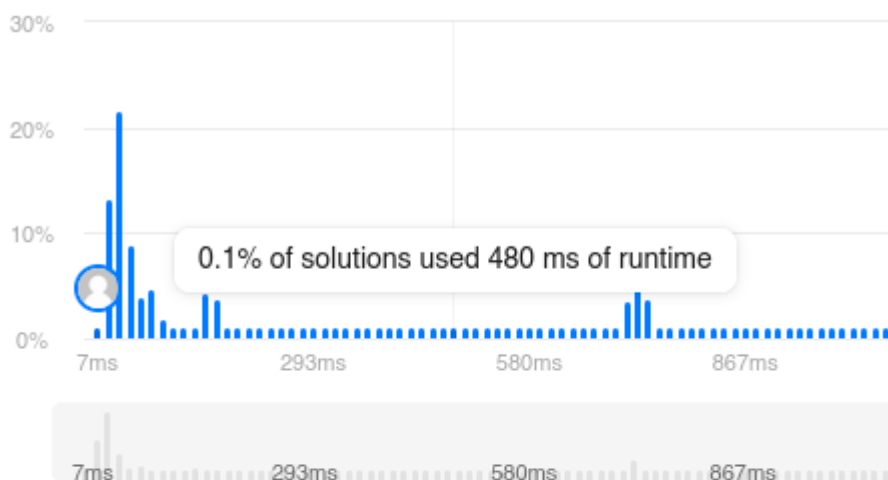 30%
20%
10%
0.1% of solutions used 480 ms of runtime
0%
7ms 293ms 580ms 867ms
7ms 293ms 580ms 867ms